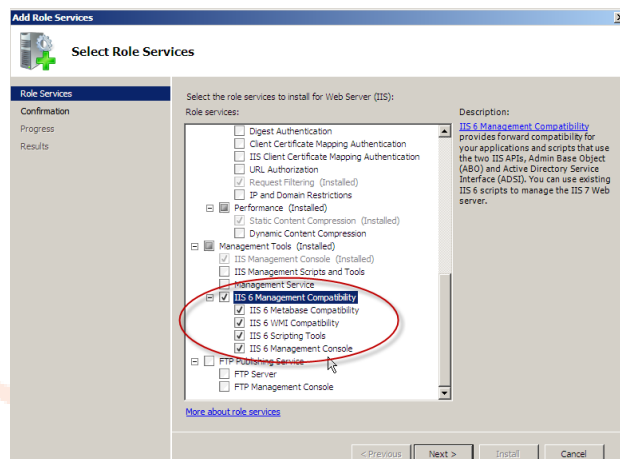 Add Role Services
Select Role Services
Role Services
Confirmation
Progress
Results
Select the role services to install for Web Server (IIS):
Role services:
Digest Authentication
Client Certificate Mapping Authentication
IIS Client Certificate Mapping Authentication
URL Authorization
Request Filtering (Installed)
IP and Domain Restrictions
Performance (Installed)
Static Content Compression (Installed)
Dynamic Content Compression
Management Tools (Installed)
IIS Management Console (Installed)
IIS Management Scripts and Tools
Management Service
IIS 6 Management Compatibility
IIS 6 Metabase Compatibility
IIS 6 WMI Compatibility
IIS 6 Scripting Tools
IIS 6 Management Console
FTP Publishing Service
FTP Server
FTP Management Console
More about role services
Description:
IIS 6 Management Compatibility
provides forward compatibility for
your applications and scripts that use
the two IIS APIs, Admin Base Object
(ABO) and Active Directory Service
Interface (ADSI). You can use existing
IIS 6 scripts to manage the IIS 7 Web
server.
< Previous
Next >
Install
Cancel